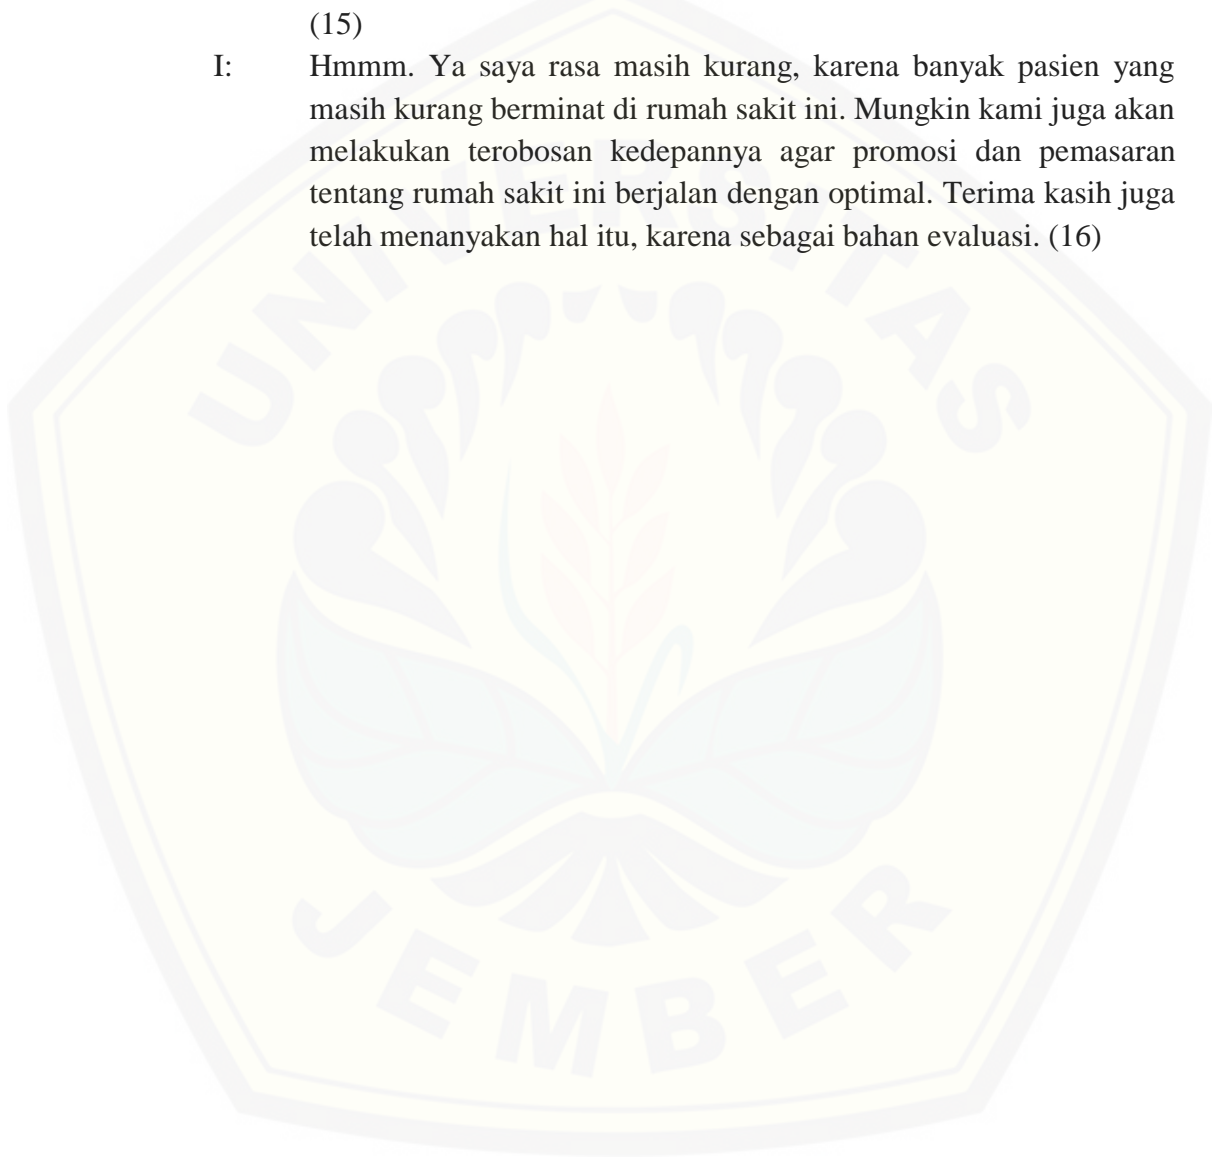 (15)
I: Hmmm. Ya saya rasa masih kurang, karena banyak pasien yang
masih kurang berminat di rumah sakit ini. Mungkin kami juga akan
melakukan terobosan kedepannya agar promosi dan pemasaran
tentang rumah sakit ini berjalan dengan optimal. Terima kasih juga
telah menanyakan hal itu, karena sebagai bahan evaluasi. (16)
UNIVERSITAS
JEMBER